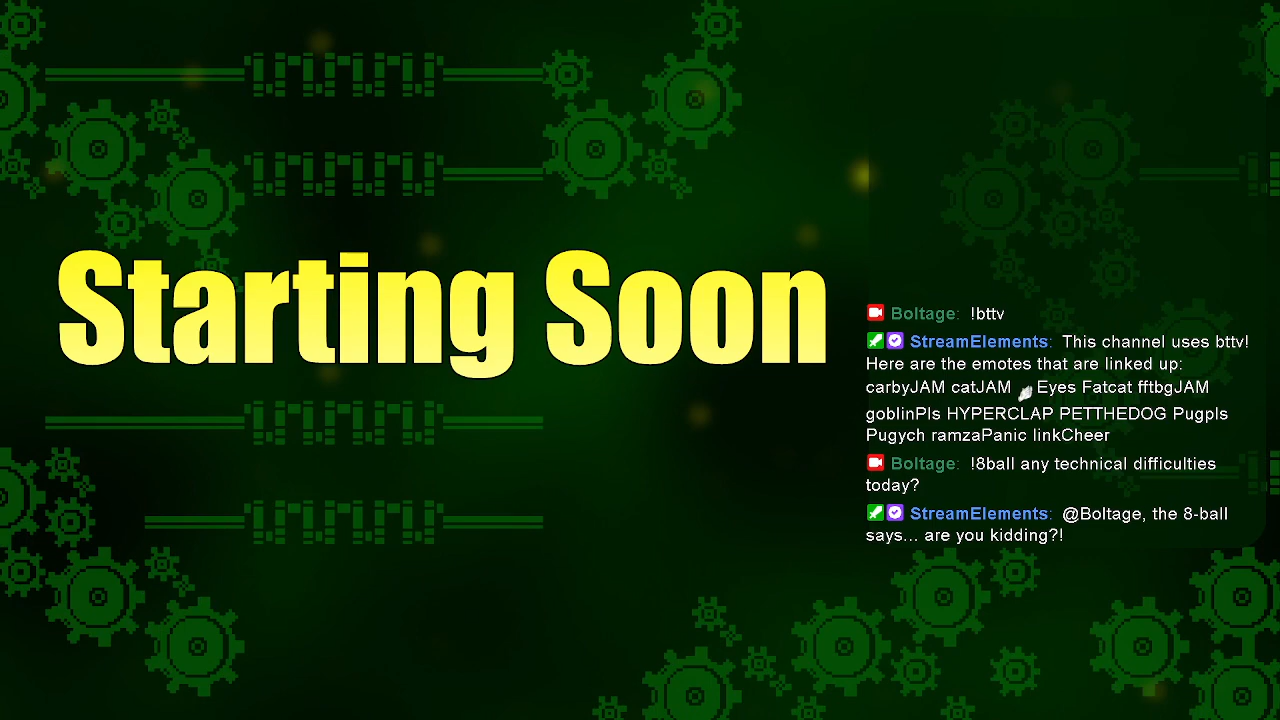 Starting Soon
Boltage: !bttv
StreamElements: This channel uses bttv!
Here are the emotes that are linked up:
carbyJAM catJAM Eyes Fatcat fftbgJAM
goblinPls HYPERCLAP PETTHEDOG Pugpls
Pugych ramzaPanic linkCheer
Boltage: !8ball any technical difficulties
today?
StreamElements: @Boltage, the 8-ball
says... are you kidding?!